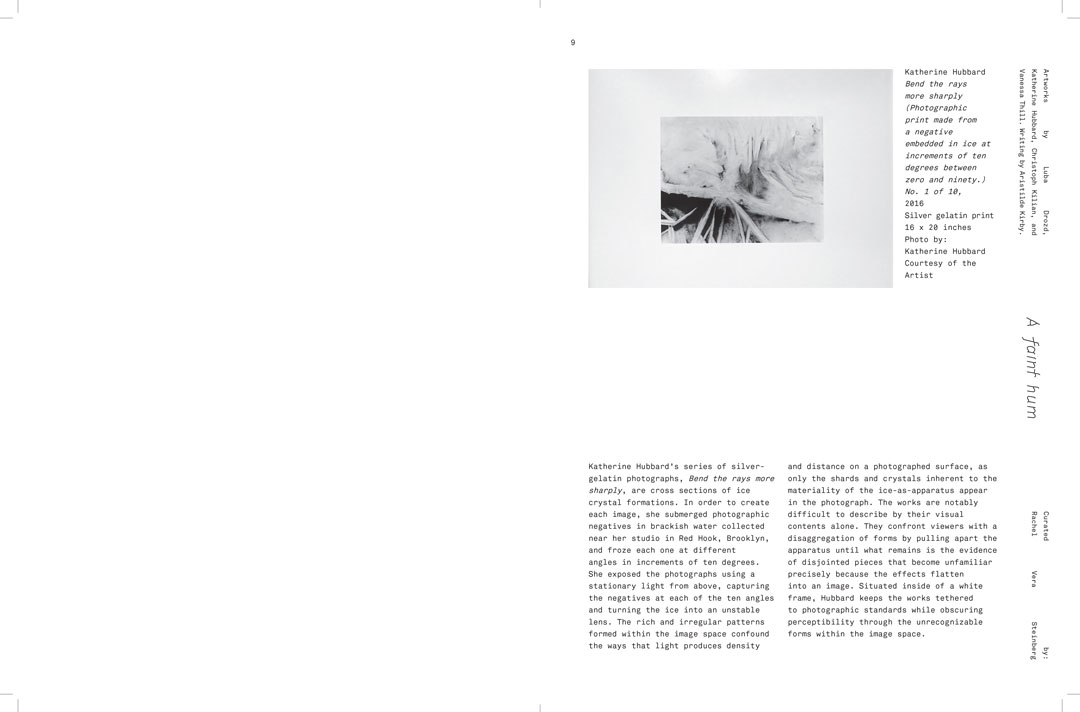 9
Katherine Hubbard
Bend the rays
more sharply
(Photographic
print made from
a negative
embedded in ice at
increments of ten
degrees between
zero and ninety.)
No. 1 of 10,
2016
Silver gelatin print
16 x 20 inches
Photo by:
Katherine Hubbard
Courtesy of the
Artist
Artworks by Luba Drozd,
Katherine Hubbard, Christoph Kilian, and
Vanessa Thill. Writing by Aristilde Kirby.
A faint hum
Curated by:
Rachel Vera Steinberg
Katherine Hubbard's series of silver-
gelatin photographs, Bend the rays more
sharply, are cross sections of ice
crystal formations. In order to create
each image, she submerged photographic
negatives in brackish water collected
near her studio in Red Hook, Brooklyn,
and froze each one at different
angles in increments of ten degrees.
She exposed the photographs using a
stationary light from above, capturing
the negatives at each of the ten angles
and turning the ice into an unstable
lens. The rich and irregular patterns
formed within the image space confound
the ways that light produces density
and distance on a photographed surface, as
only the shards and crystals inherent to the
materiality of the ice-as-apparatus appear
in the photograph. The works are notably
difficult to describe by their visual
contents alone. They confront viewers with a
disaggregation of forms by pulling apart the
apparatus until what remains is the evidence
of disjointed pieces that become unfamiliar
precisely because the effects flatten
into an image. Situated inside of a white
frame, Hubbard keeps the works tethered
to photographic standards while obscuring
perceptibility through the unrecognizable
forms within the image space.